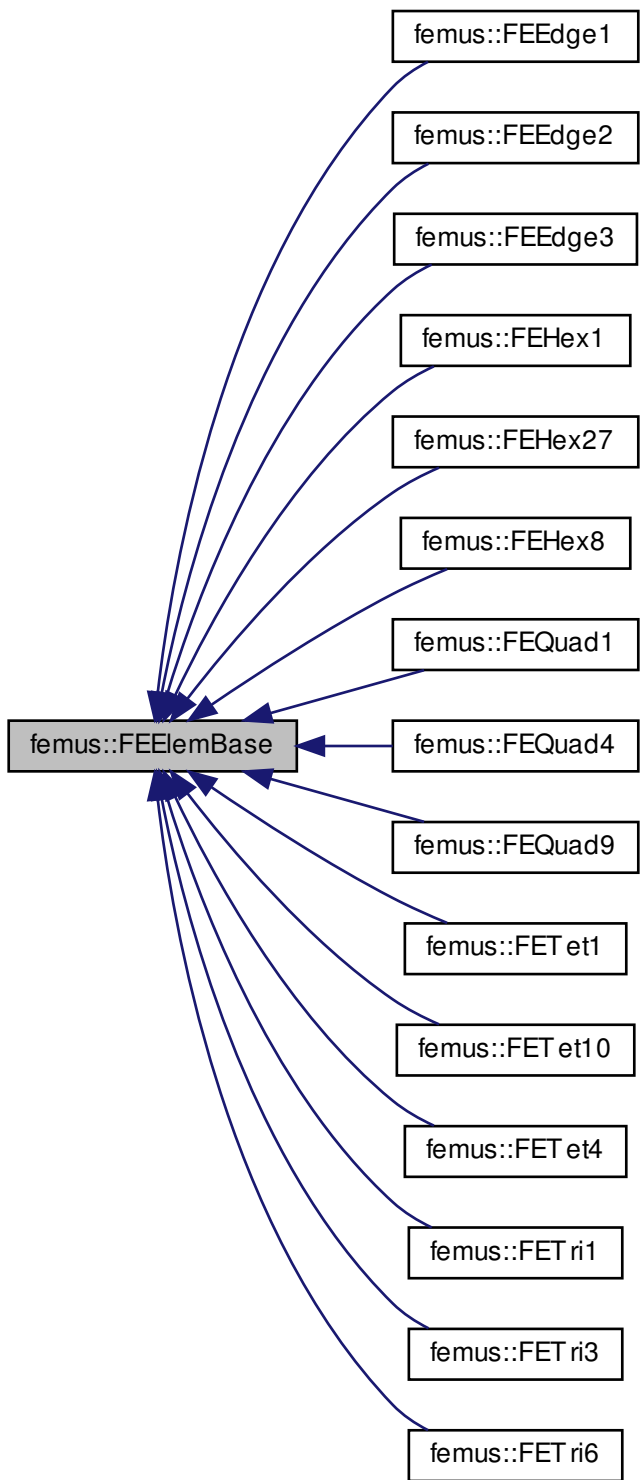 femus::FEEdge1
femus::FEEdge2
femus::FEEdge3
femus::FEHex1
femus::FEHex27
femus::FEHex8
femus::FEQuad1
femus::FEElemBase
femus::FEQuad4
femus::FEQuad9
femus::FETet1
femus::FETet10
femus::FETet4
femus::FETri1
femus::FETri3
femus::FETri6